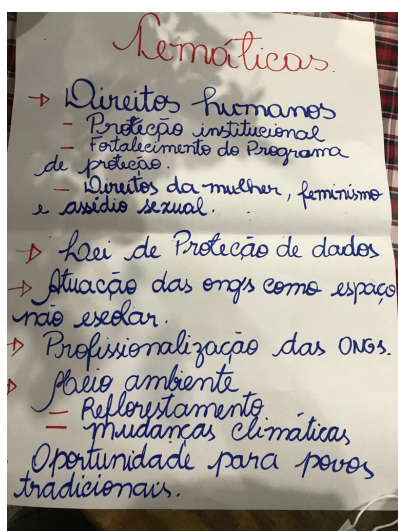 Temáticas.
→ Direitos humanos
- Proteção institucional
- Fortalecimento do Programa
de proteção.
- Direitos da mulher, feminismo
e assédio sexual.
→ Lei de Proteção de dados
→ Atuação das ong's como espaço
não escolar.
→ Profissionalização das ONGs.
→ Meio ambiente
- Reflorestamento
- mudanças climáticas
Oportunidade para povos
tradicionais.